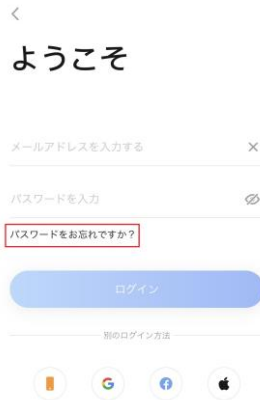 ようこそ
メールアドレスを入力する
パスワードを入力
パスワードをお忘れですか？
ログイン
別のログイン方法